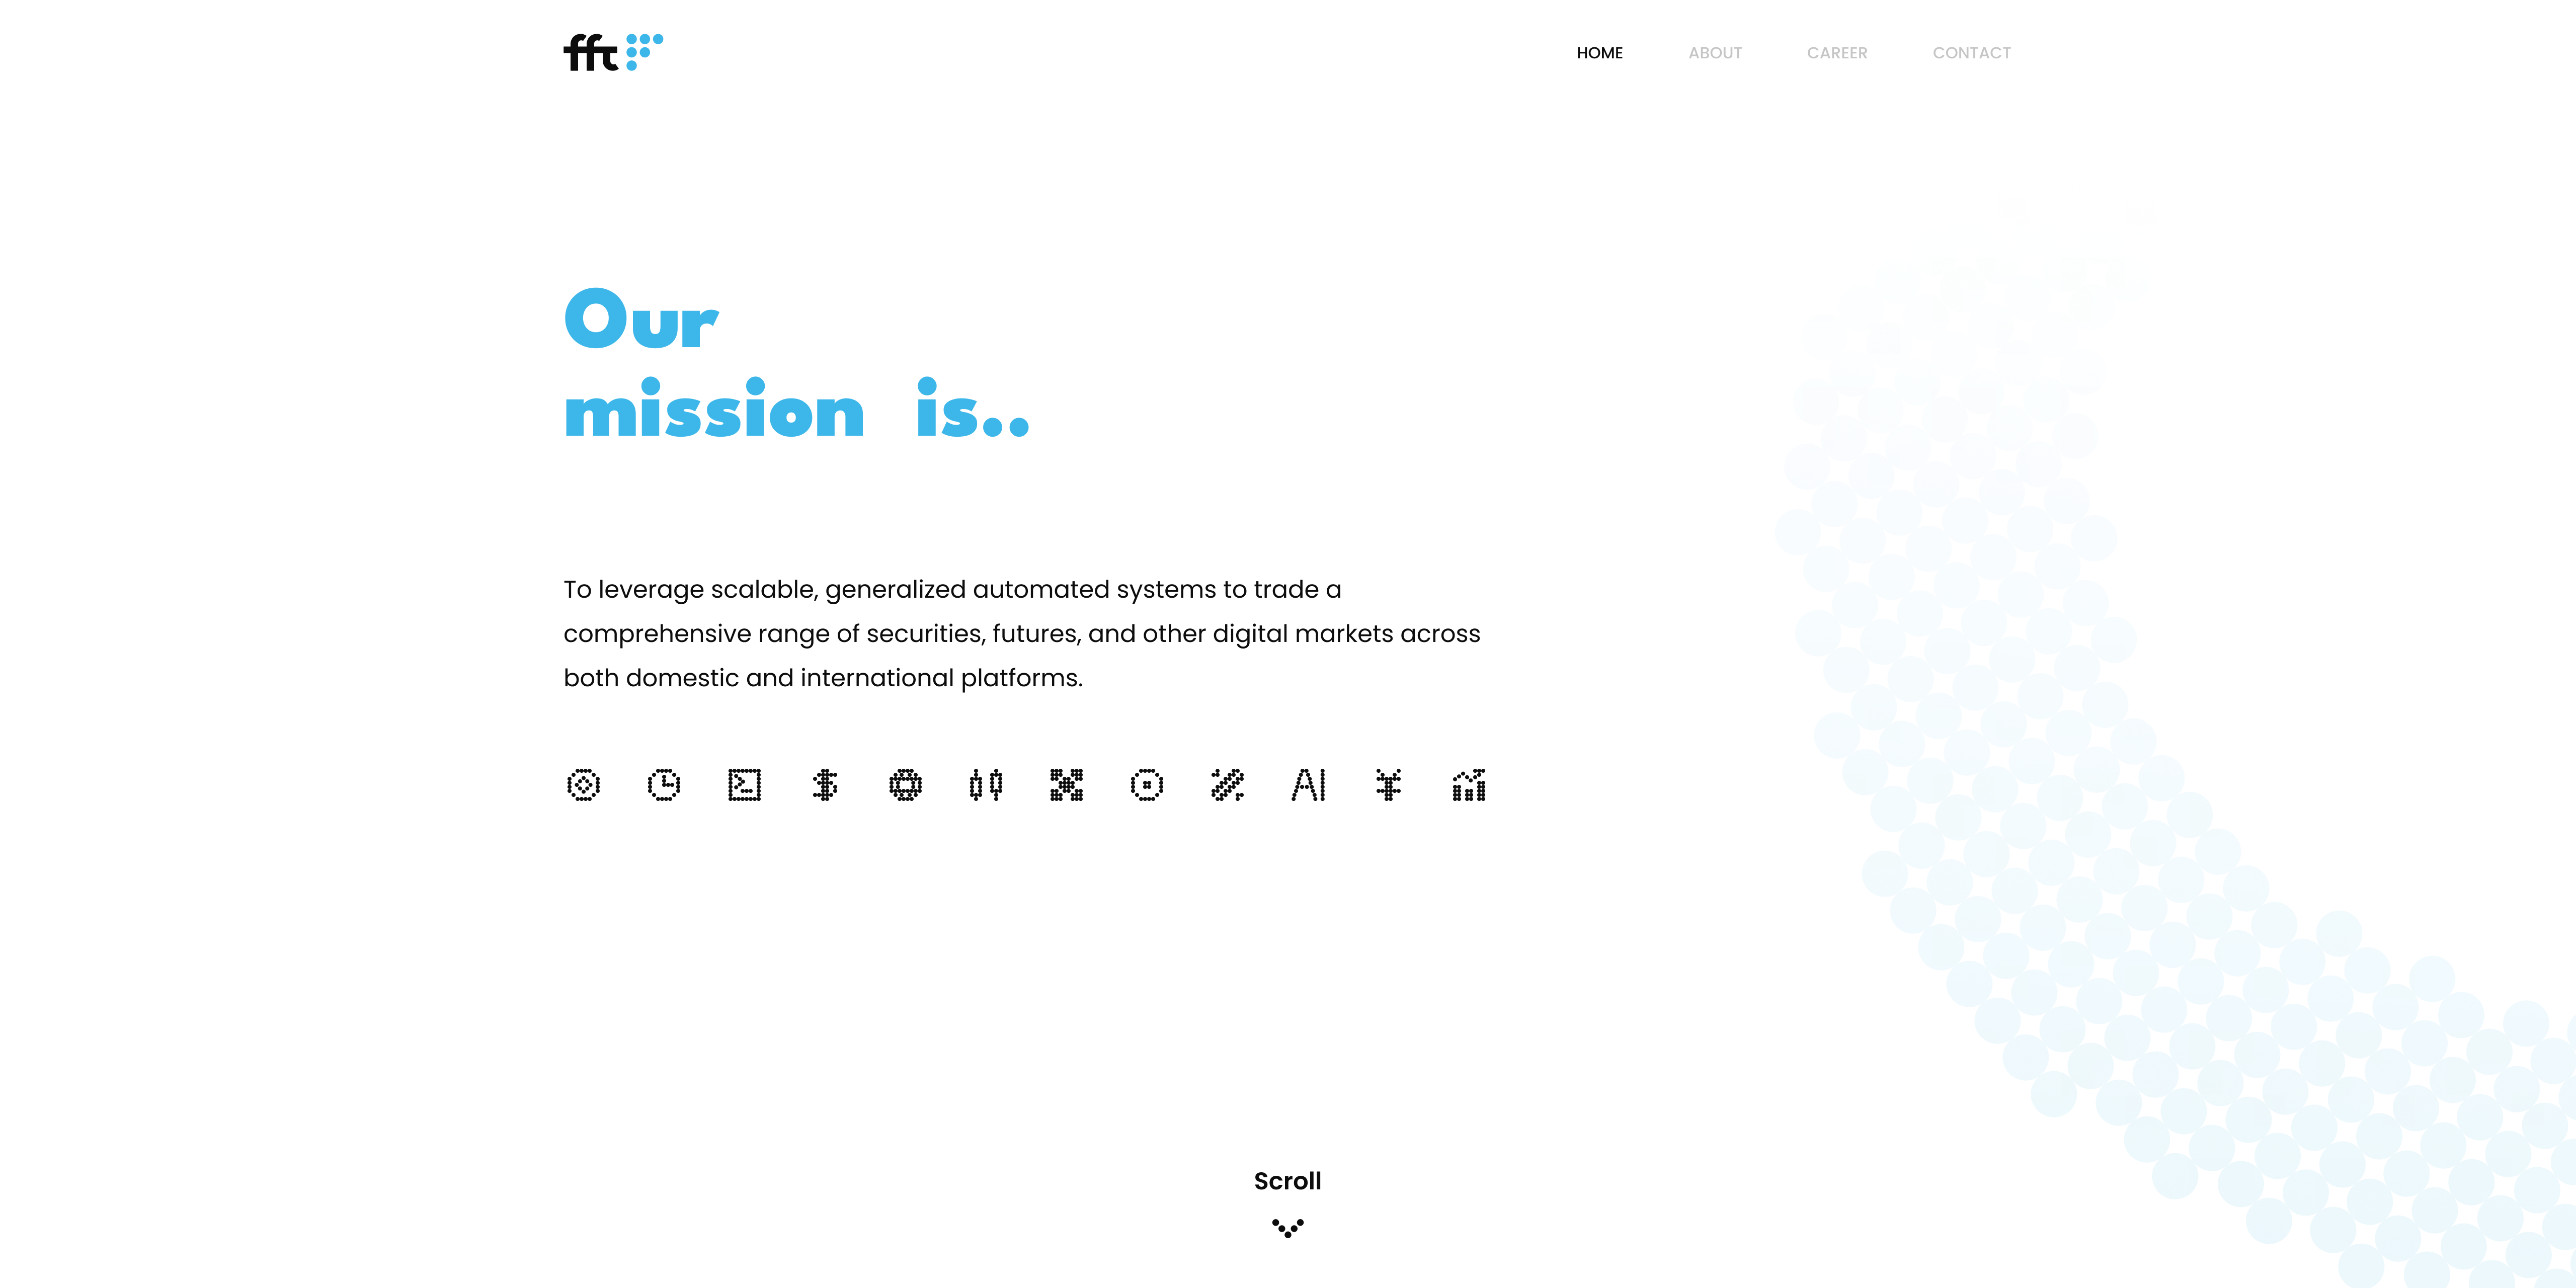 fft
HOME ABOUT CAREER CONTACT
Our
mission is..
To leverage scalable, generalized automated systems to trade a
comprehensive range of securities, futures, and other digital markets across
both domestic and international platforms.
$ AI ¥
Scroll